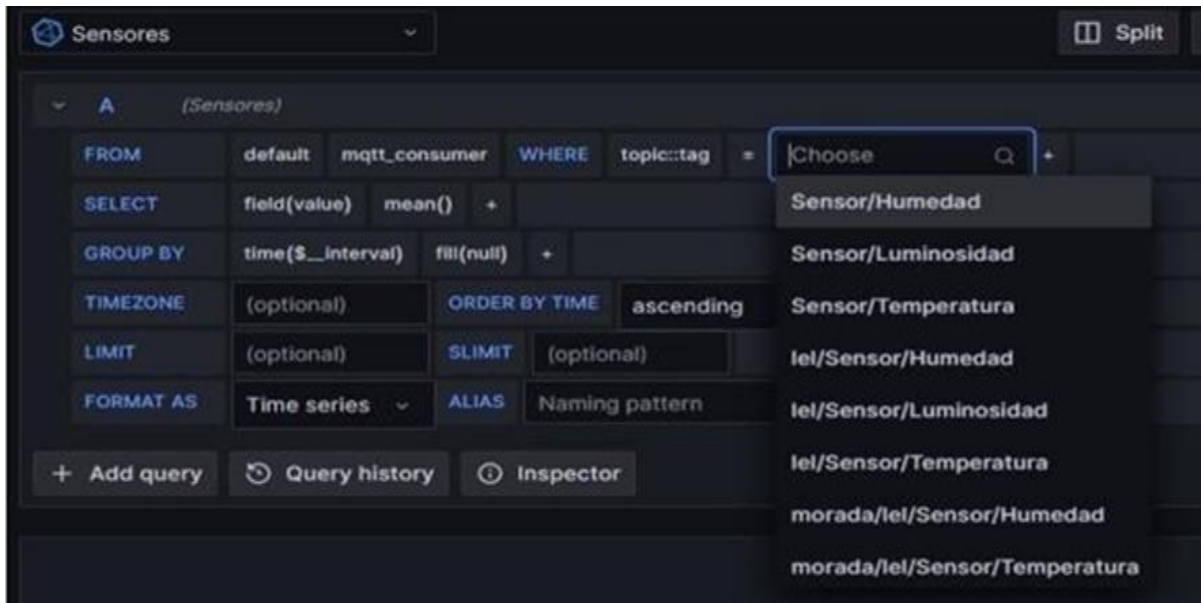 Sensores Split
A (Sensores)
FROM default mqtt_consumer WHERE topic::tag = Choose +
SELECT field(value) mean() +
GROUP BY time($__interval) fill(null) +
TIMEZONE (optional) ORDER BY TIME ascending
LIMIT (optional) SLIMIT (optional)
FORMAT AS Time series ALIAS Naming pattern
+ Add query Query history Inspector
Sensor/Humedad
Sensor/Luminosidad
Sensor/Temperatura
lel/Sensor/Humedad
lel/Sensor/Luminosidad
lel/Sensor/Temperatura
morada/lel/Sensor/Humedad
morada/lel/Sensor/Temperatura